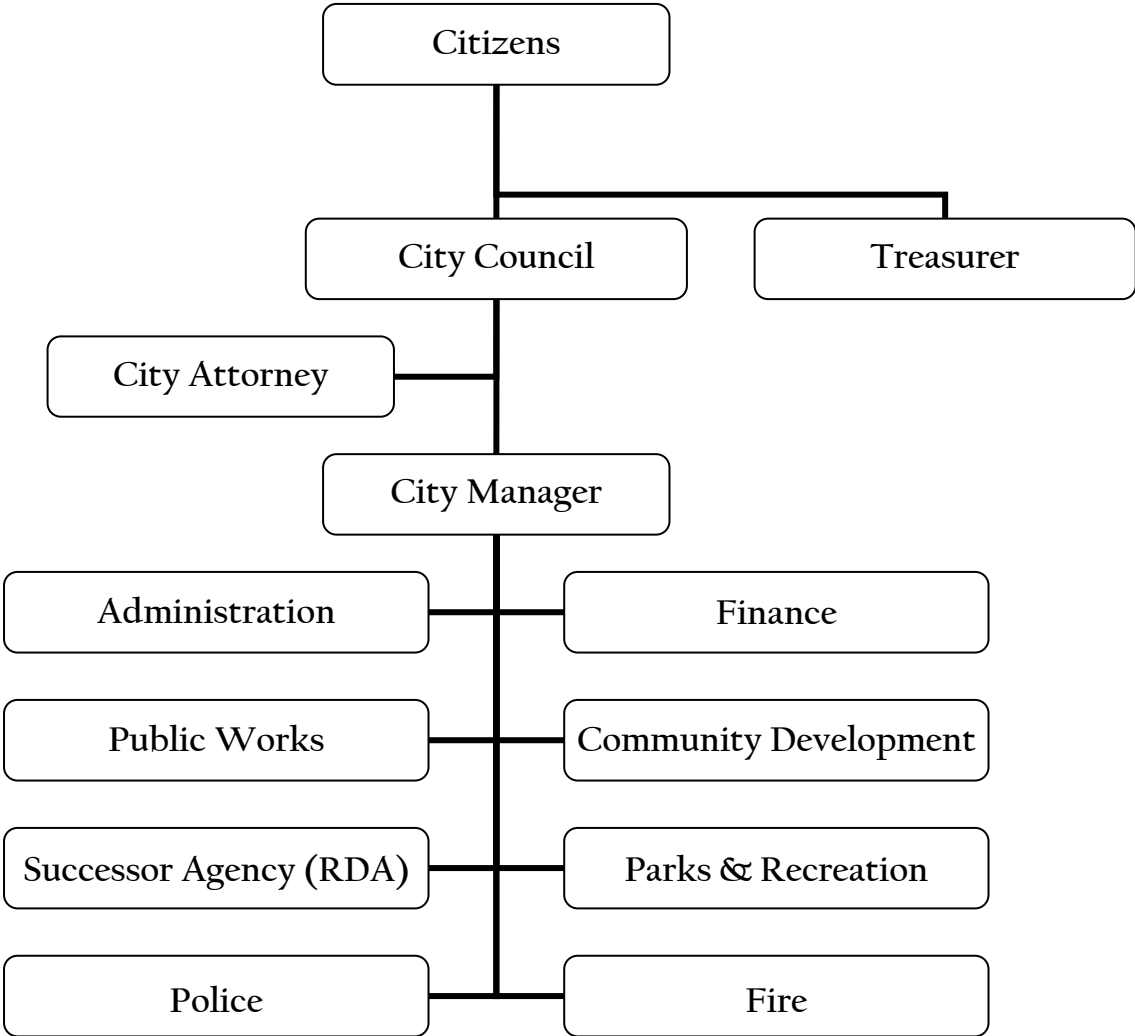 Citizens
City Council
Treasurer
City Attorney
City Manager
Administration
Finance
Public Works
Community Development
Successor Agency (RDA)
Parks & Recreation
Police
Fire